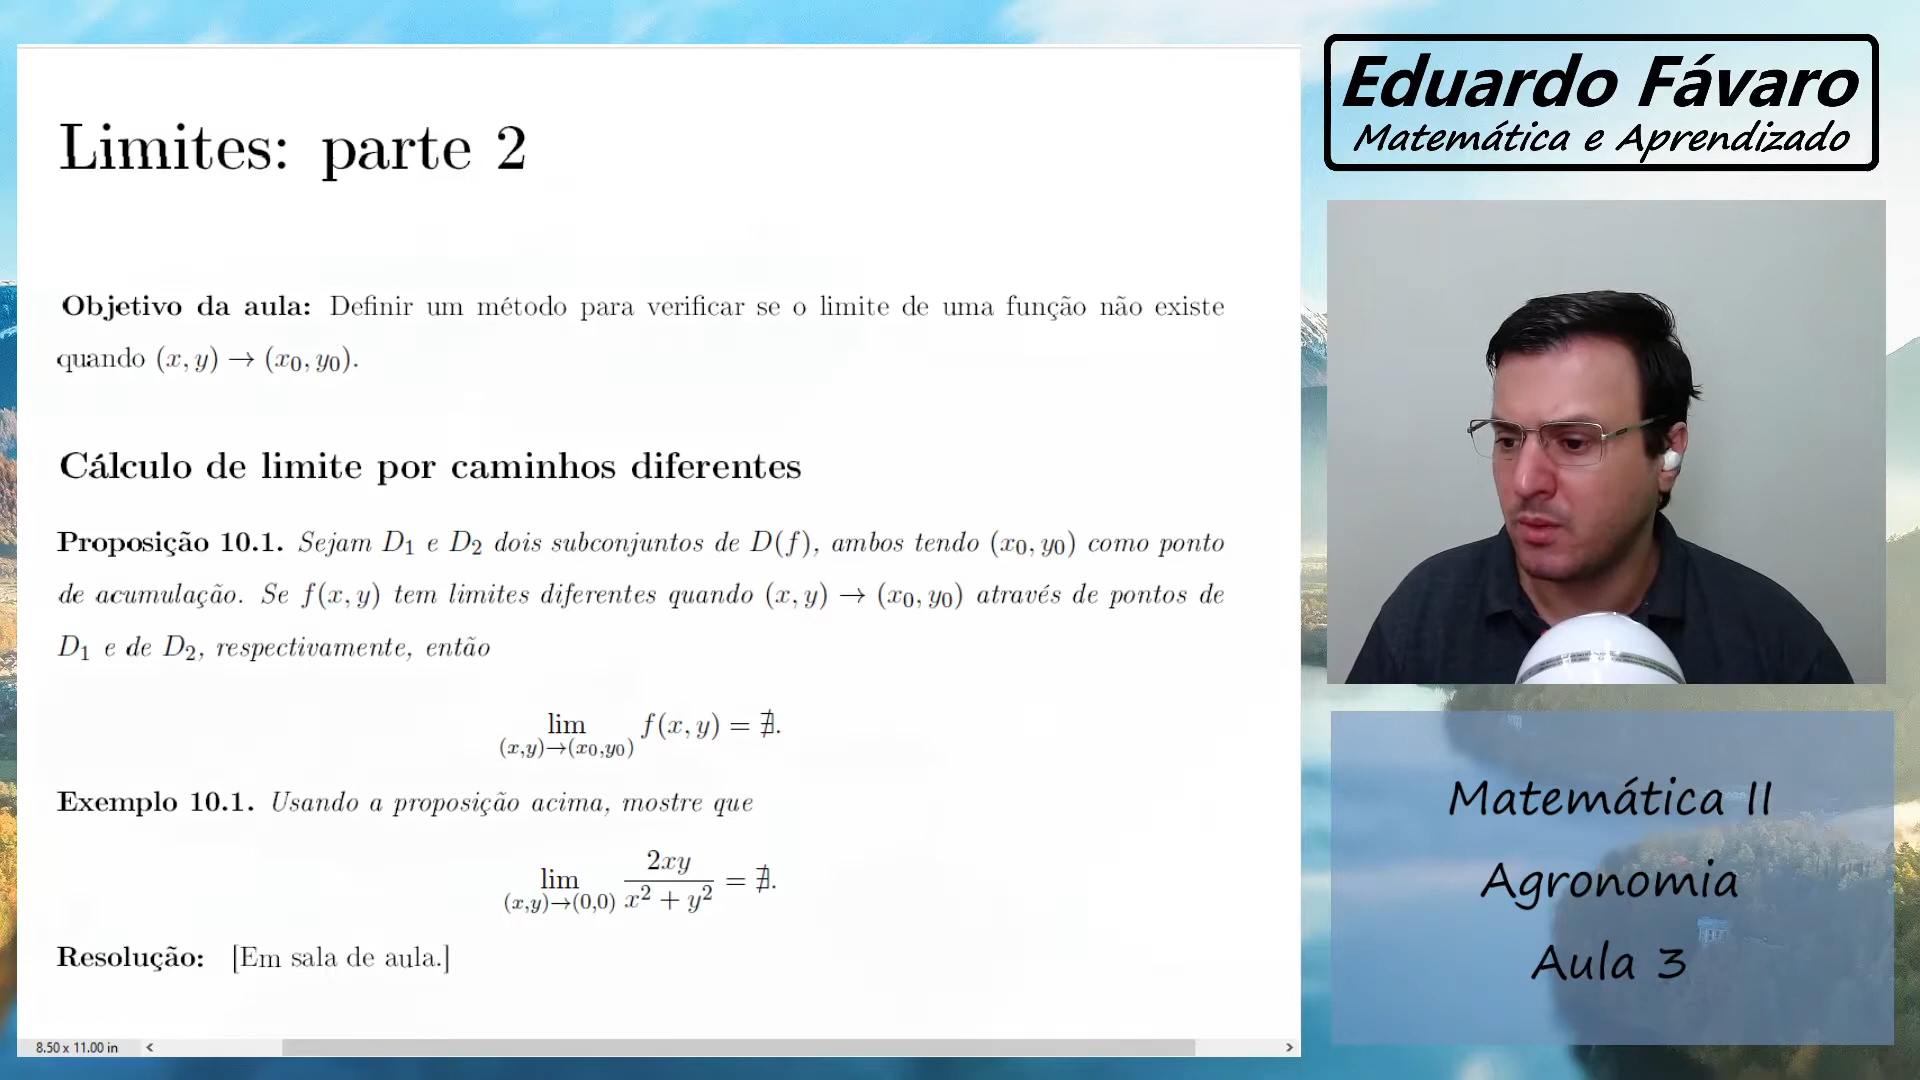 Limites: parte 2
Objetivo da aula: Definir um método para verificar se o limite de uma função não existe
quando (x, y) → (x₀, y₀).
Cálculo de limite por caminhos diferentes
Proposição 10.1. Sejam D₁ e D₂ dois subconjuntos de D(f), ambos tendo (x₀, y₀) como ponto
de acumulação. Se f(x, y) tem limites diferentes quando (x, y) → (x₀, y₀) através de pontos de
D₁ e de D₂, respectivamente, então
lim (x,y)→(x₀,y₀) f(x, y) = ∄.
Exemplo 10.1. Usando a proposição acima, mostre que
lim (x,y)→(0,0) 2xy / x² + y² = ∄.
Resolução: [Em sala de aula.]
8.50 x 11.00 in
Eduardo Fávaro
Matemática e Aprendizado
Matemática II
Agronomia
Aula 3